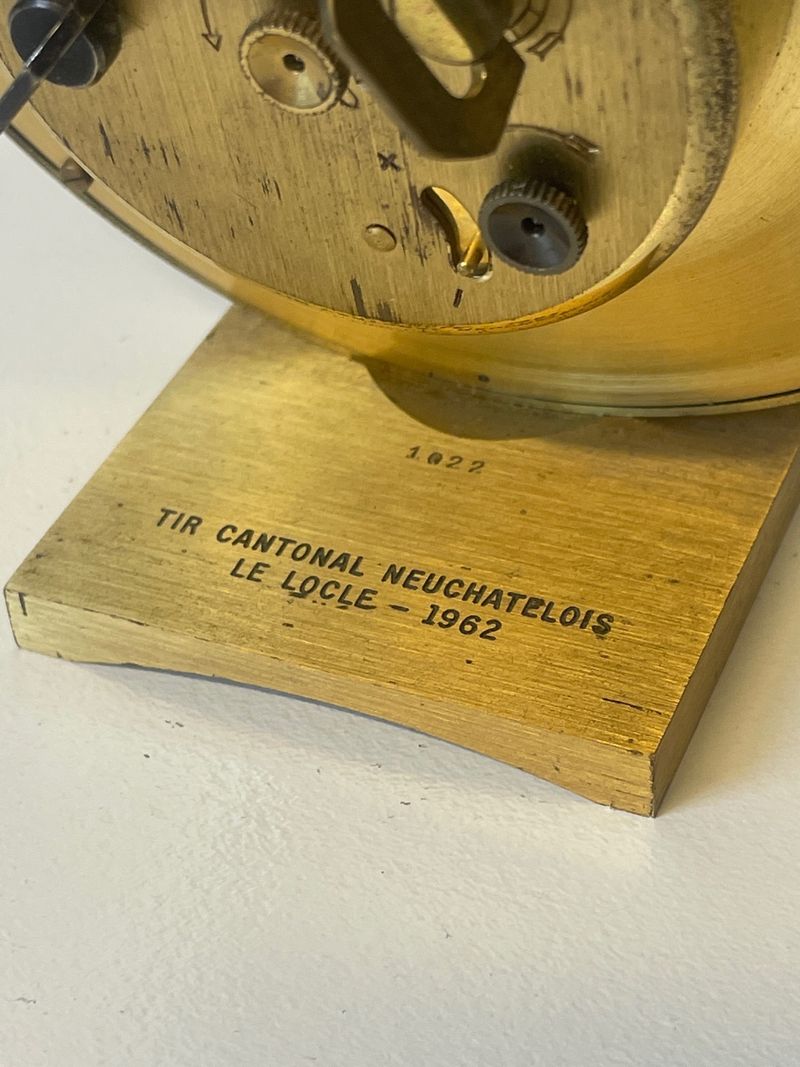 1022
TIR CANTONAL NEUCHATELOIS
LE LOCLE - 1962